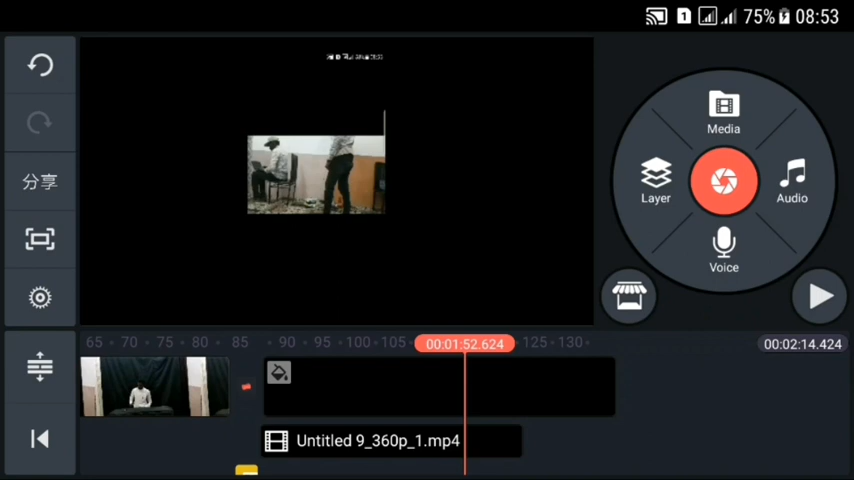 1 75% 08:53
Media
分享
Layer
Audio
Voice
65 70 75 80 85 90 95 100 105 00:01:52.624 125 130 00:02:14.424
Untitled 9_360p_1.mp4